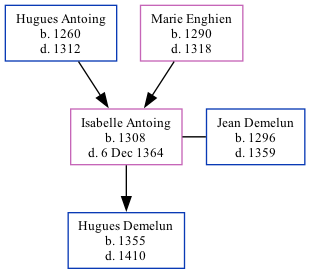 Hugues Antoing
b. 1260
d. 1312
Marie Enghien
b. 1290
d. 1318
Isabelle Antoing
b. 1308
d. 6 Dec 1364
Jean Demelun
b. 1296
d. 1359
Hugues Demelun
b. 1355
d. 1410